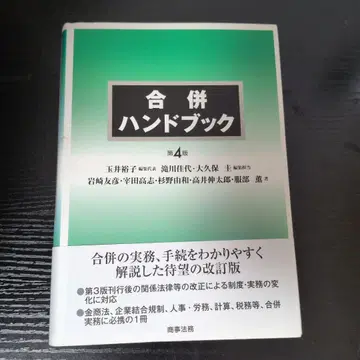 合併
ハンドブック
第4版
玉井裕子 編集代表 滝川佳代・大久保 圭 編集担当
岩崎友彦・宰田高志・杉野由和・高井伸太郎・服部 薫 著
合併の実務、手続をわかりやすく
解説した待望の改訂版
●第3版刊行後の関係法律等の改正による制度・実務の変
化に対応
●金商法、企業結合規制、人事・労務、計算、税務等、合併
実務に必携の1冊
商事法務